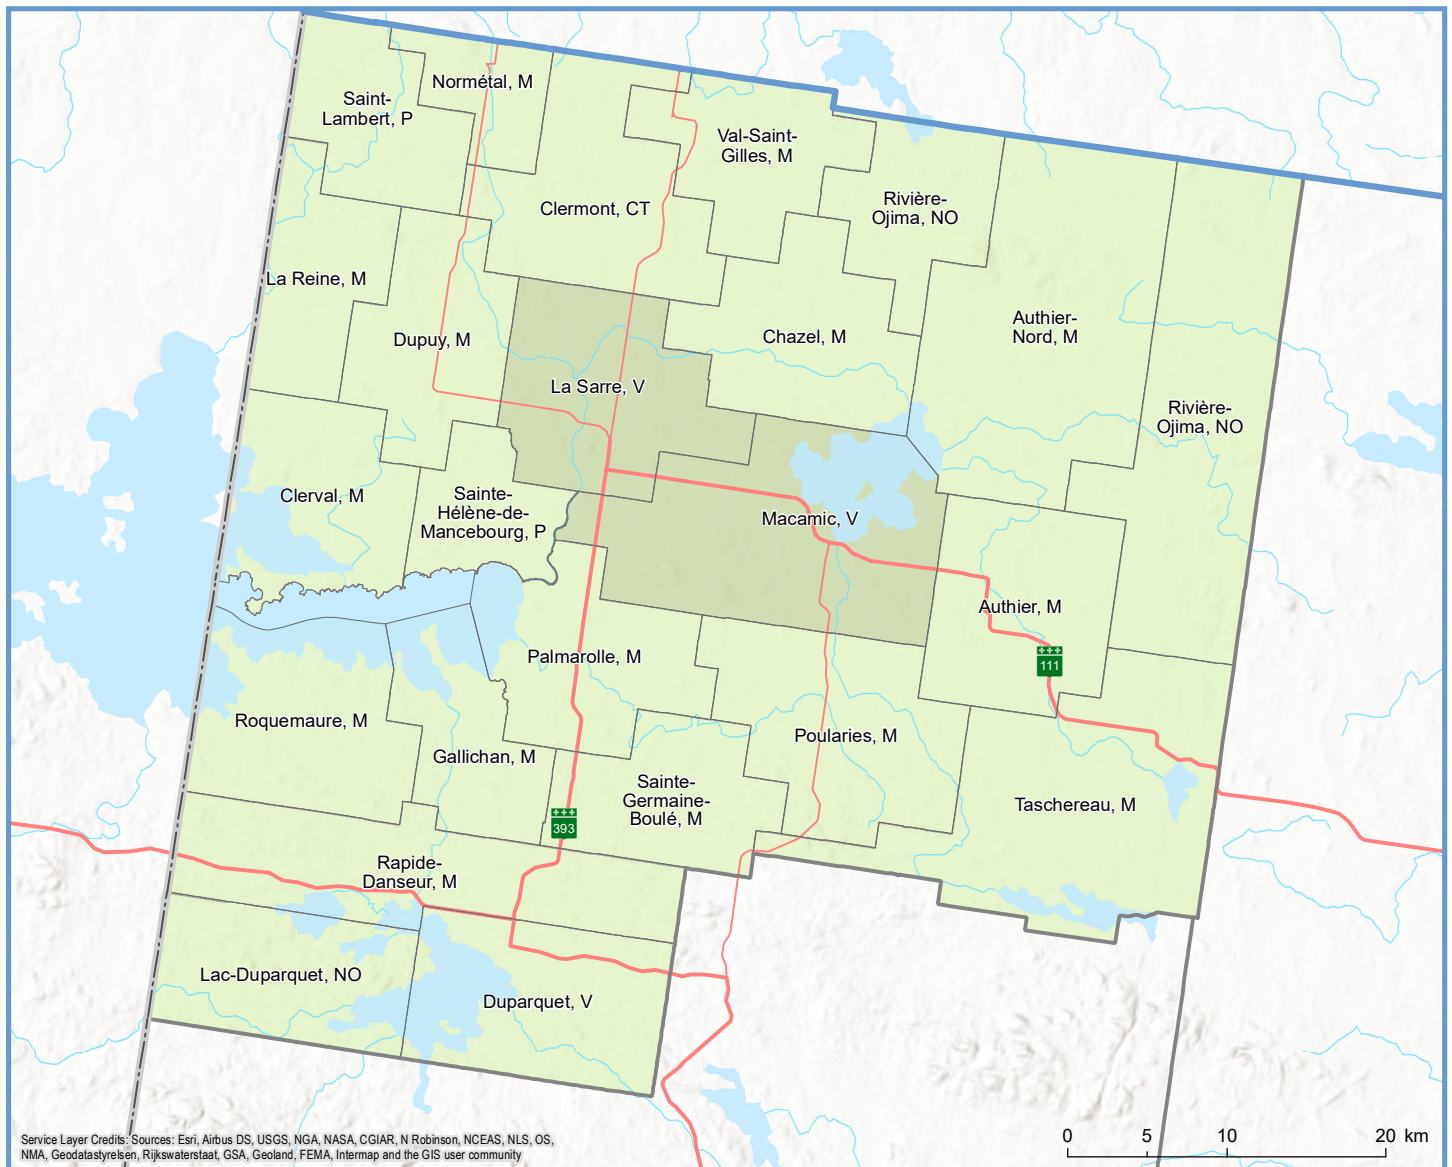 Normétal, M
Saint-
Lambert, P
Val-Saint-
Gilles, M
Clermont, CT
Rivière-
Ojima, NO
La Reine, M
Dupuy, M
Chazel, M
Authier-
Nord, M
La Sarre, V
Rivière-
Ojima, NO
Clerval, M
Sainte-
Hélène-de-
Mancebourg, P
Macamic, V
Authier, M
111
Palmarolle, M
Roquemaure, M
Gallichan, M
Poularies, M
Sainte-
Germaine-
Boulé, M
Taschereau, M
393
Rapide-
Danseur, M
Lac-Duparquet, NO
Duparquet, V
Service Layer Credits: Sources: Esri, Airbus DS, USGS, NGA, NASA, CGIAR, N Robinson, NCEAS, NLS, OS,
NMA, Geodatastyrelsen, Rijkswaterstaat, GSA, Geoland, FEMA, Intermap and the GIS user community
0 5 10 20 km